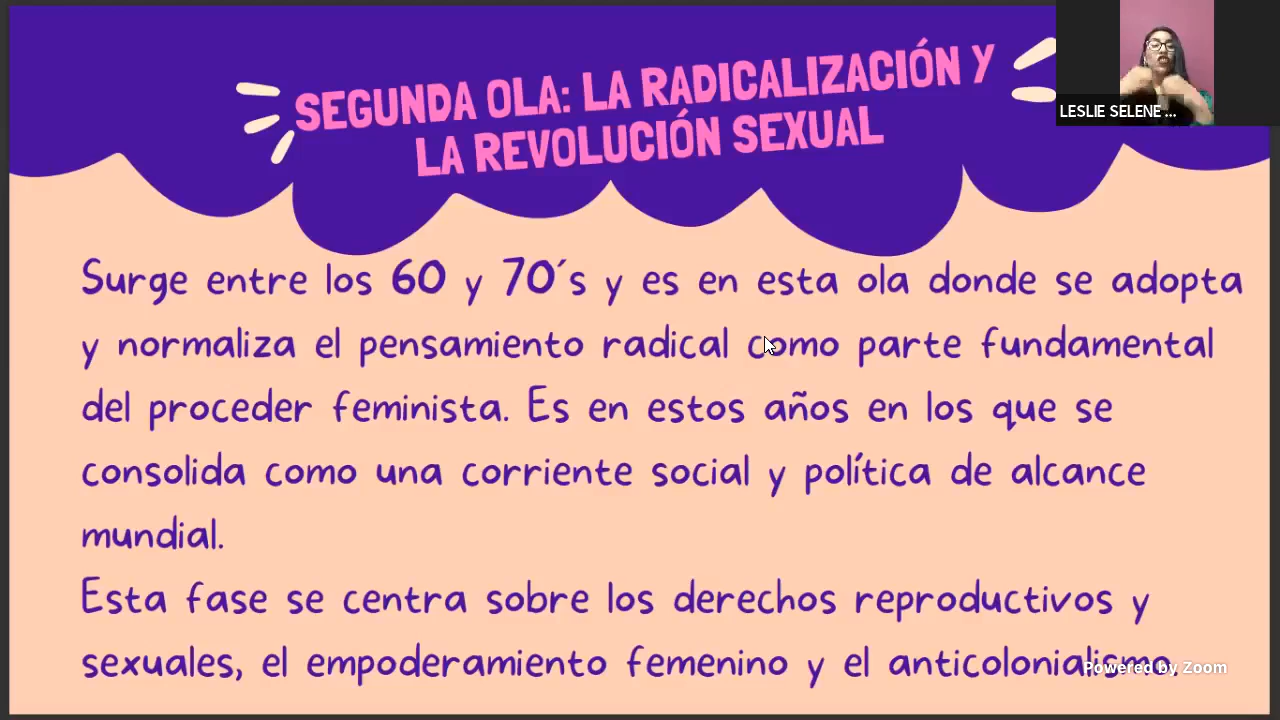 SEGUNDA OLA: LA RADICALIZACIÓN Y
LA REVOLUCIÓN SEXUAL
LESLIE SELENE ...
Surge entre los 60 y 70´s y es en esta ola donde se adopta
y normaliza el pensamiento radical como parte fundamental
del proceder feminista. Es en estos años en los que se
consolida como una corriente social y política de alcance
mundial.
Esta fase se centra sobre los derechos reproductivos y
sexuales, el empoderamiento femenino y el anticolonialismo.
Powered by Zoom